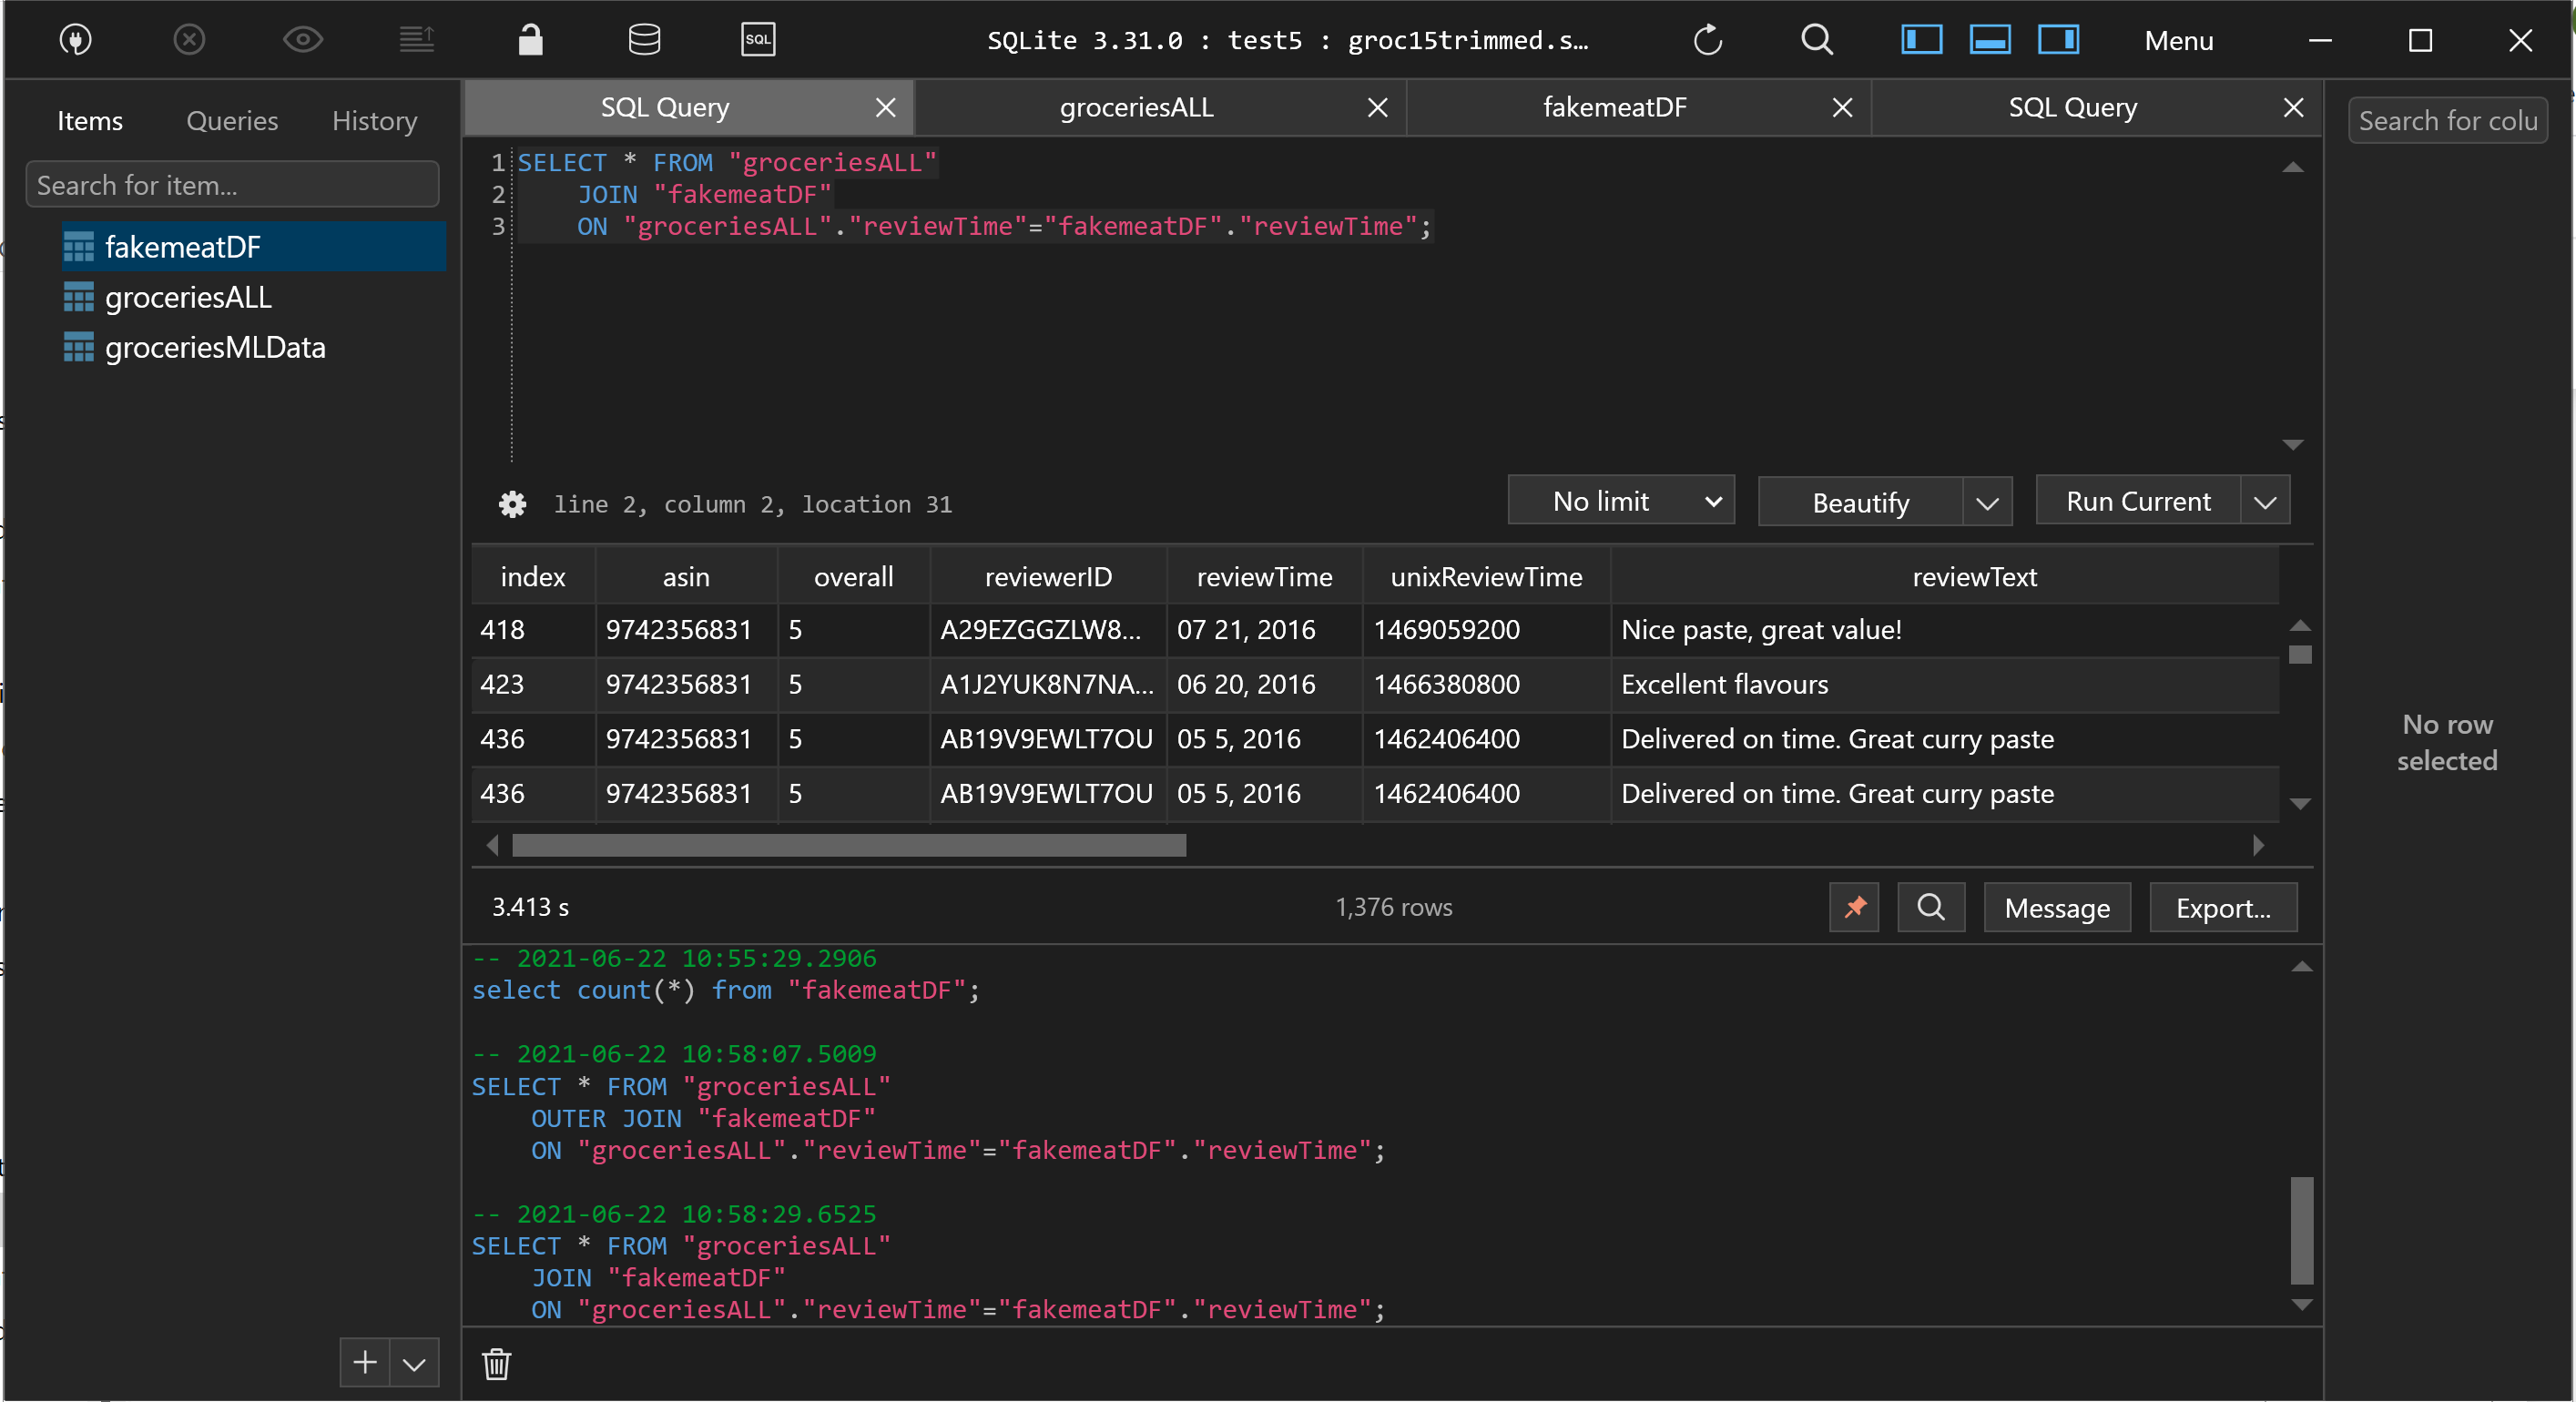 SQL
SQLite 3.31.0 : test5 : groc15trimmed.s...
Menu
Items
Queries
History
Search for item...
fakemeatDF
groceriesALL
groceriesMLData
SQL Query
groceriesALL
fakemeatDF
SQL Query
Search for colu
1 SELECT * FROM "groceriesALL"
2 JOIN "fakemeatDF"
3 ON "groceriesALL"."reviewTime"="fakemeatDF"."reviewTime";
line 2, column 2, location 31
No limit
Beautify
Run Current
index asin overall reviewerID reviewTime unixReviewTime reviewText
418 9742356831 5 A29EZGGZLW8... 07 21, 2016 1469059200 Nice paste, great value!
423 9742356831 5 A1J2YUK8N7NA... 06 20, 2016 1466380800 Excellent flavours
436 9742356831 5 AB19V9EWLT7OU 05 5, 2016 1462406400 Delivered on time. Great curry paste
436 9742356831 5 AB19V9EWLT7OU 05 5, 2016 1462406400 Delivered on time. Great curry paste
No row
selected
3.413 s
1,376 rows
Message
Export...
-- 2021-06-22 10:55:29.2906
select count(*) from "fakemeatDF";
-- 2021-06-22 10:58:07.5009
SELECT * FROM "groceriesALL"
OUTER JOIN "fakemeatDF"
ON "groceriesALL"."reviewTime"="fakemeatDF"."reviewTime";
-- 2021-06-22 10:58:29.6525
SELECT * FROM "groceriesALL"
JOIN "fakemeatDF"
ON "groceriesALL"."reviewTime"="fakemeatDF"."reviewTime";